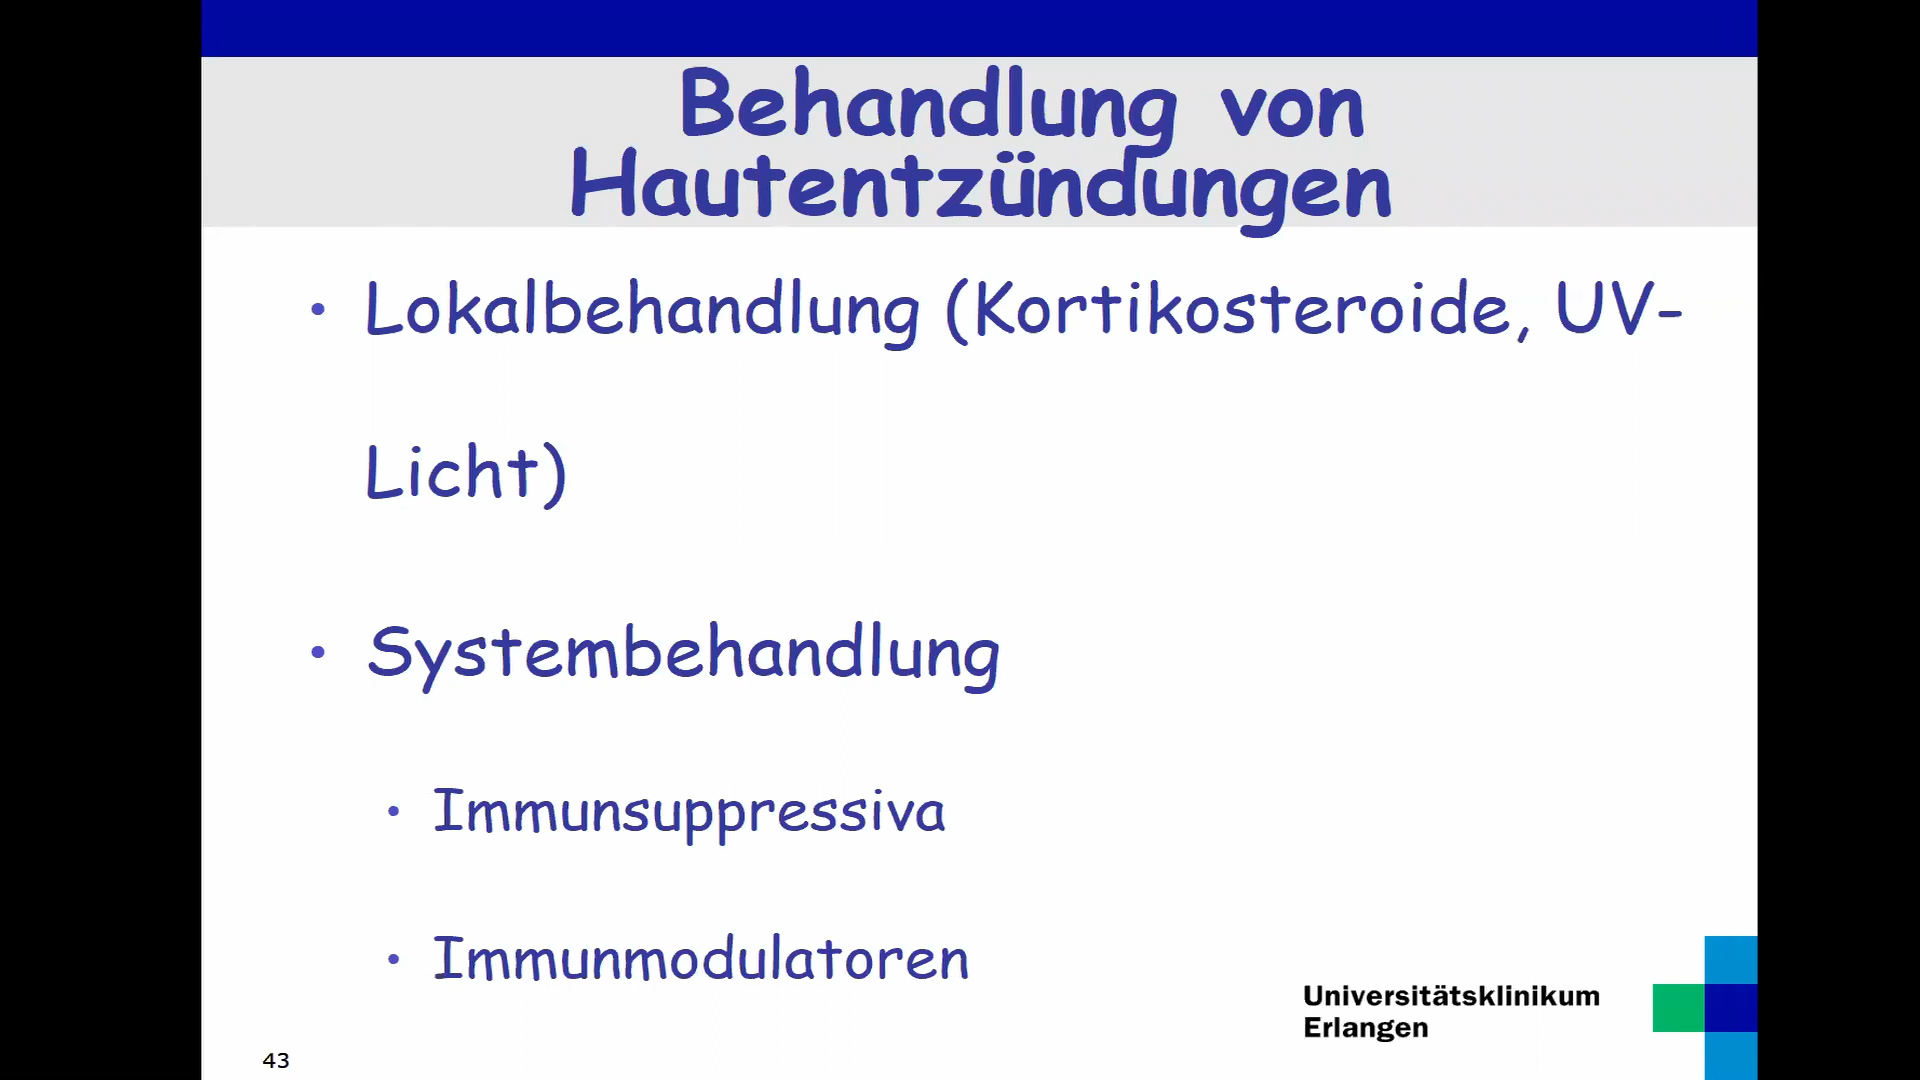 Behandlung von
Hautentzündungen
• Lokalbehandlung (Kortikosteroide, UV-
Licht)
• Systembehandlung
• Immunsuppressiva
• Immunmodulatoren
Universitätsklinikum
Erlangen
43